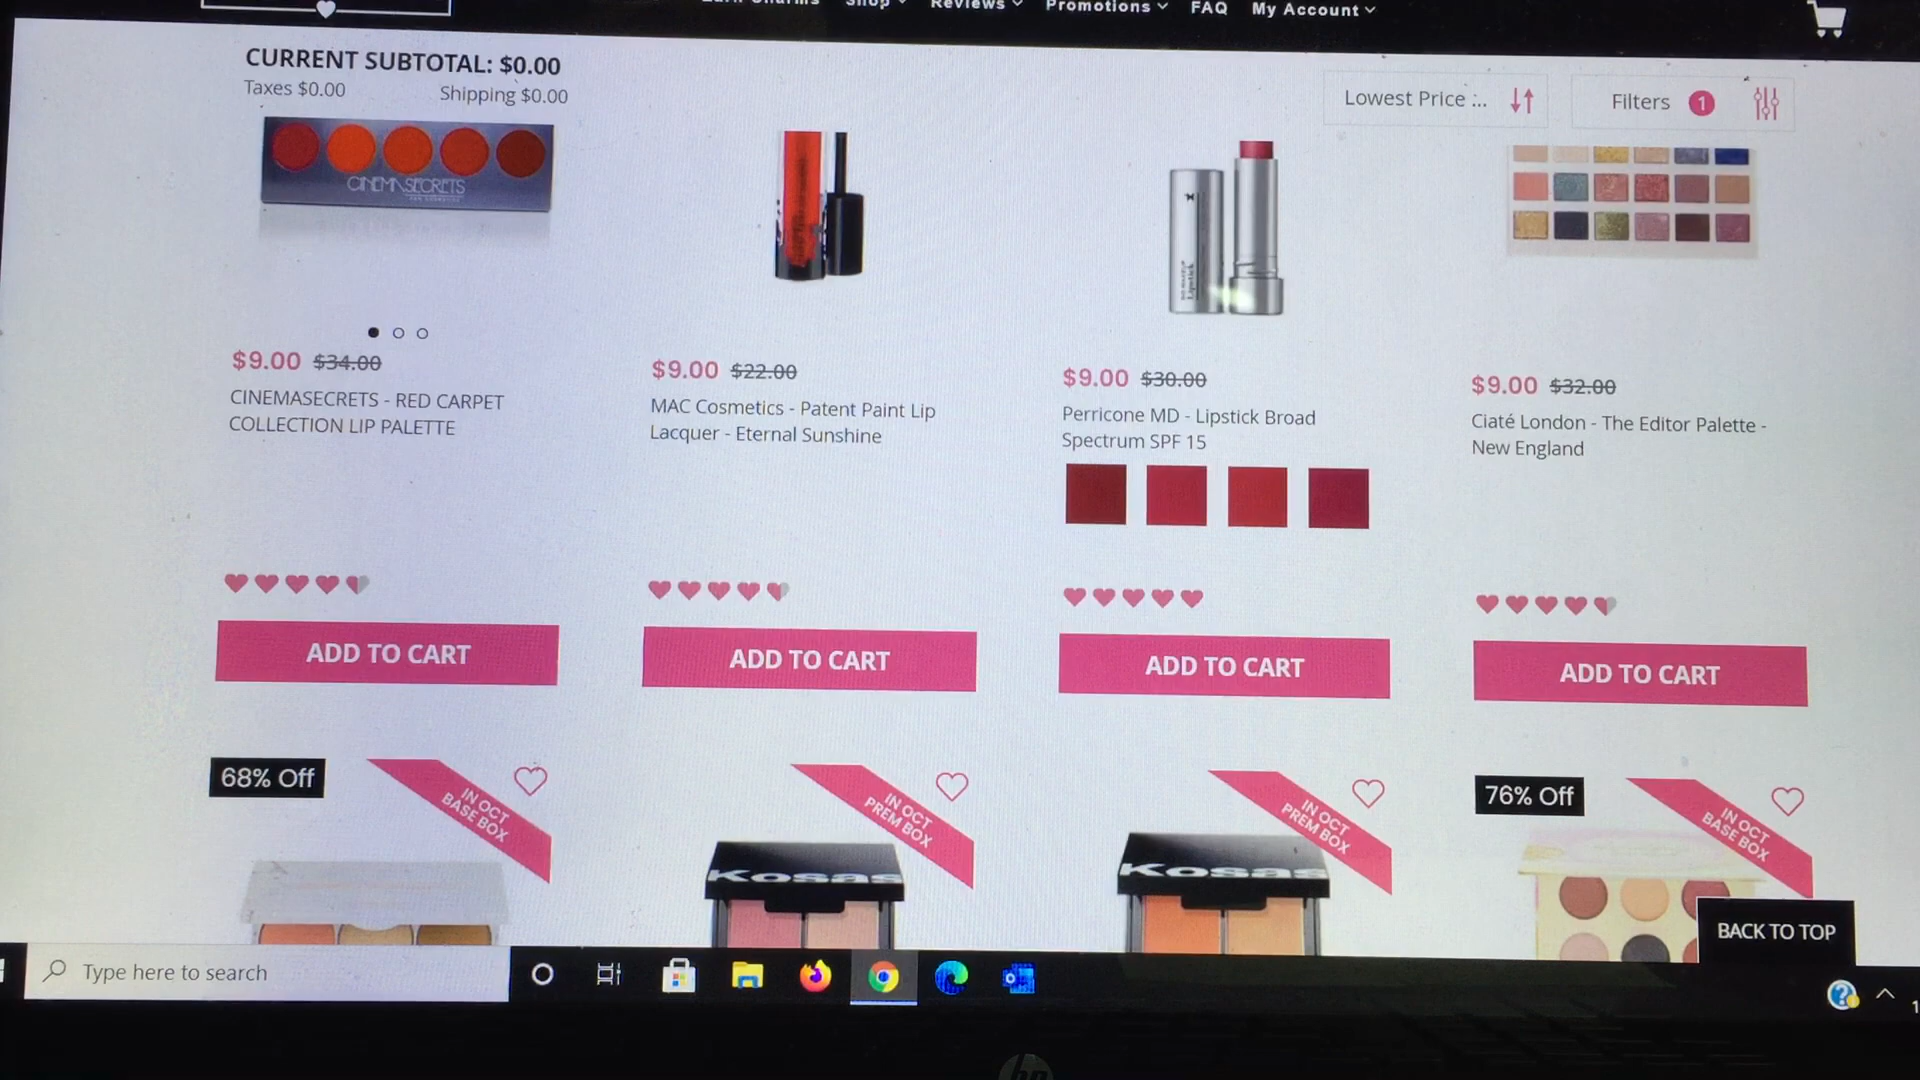 Shop
Reviews
Promotions
FAQ
My Account
CURRENT SUBTOTAL: $0.00
Taxes $0.00
Shipping $0.00
Lowest Price :..
Filters
1
CINEMASECRETS
$9.00 $34.00
CINEMASECRETS - RED CARPET
COLLECTION LIP PALETTE
$9.00 $22.00
MAC Cosmetics - Patent Paint Lip
Lacquer - Eternal Sunshine
Lipstick
$9.00 $30.00
Perricone MD - Lipstick Broad
Spectrum SPF 15
$9.00 $32.00
Ciaté London - The Editor Palette -
New England
ADD TO CART
ADD TO CART
ADD TO CART
ADD TO CART
68% Off
IN OCT
BASE BOX
IN OCT
PREM BOX
Kosas
IN OCT
PREM BOX
Kosas
76% Off
IN OCT
BASE BOX
BACK TO TOP
Type here to search
hp